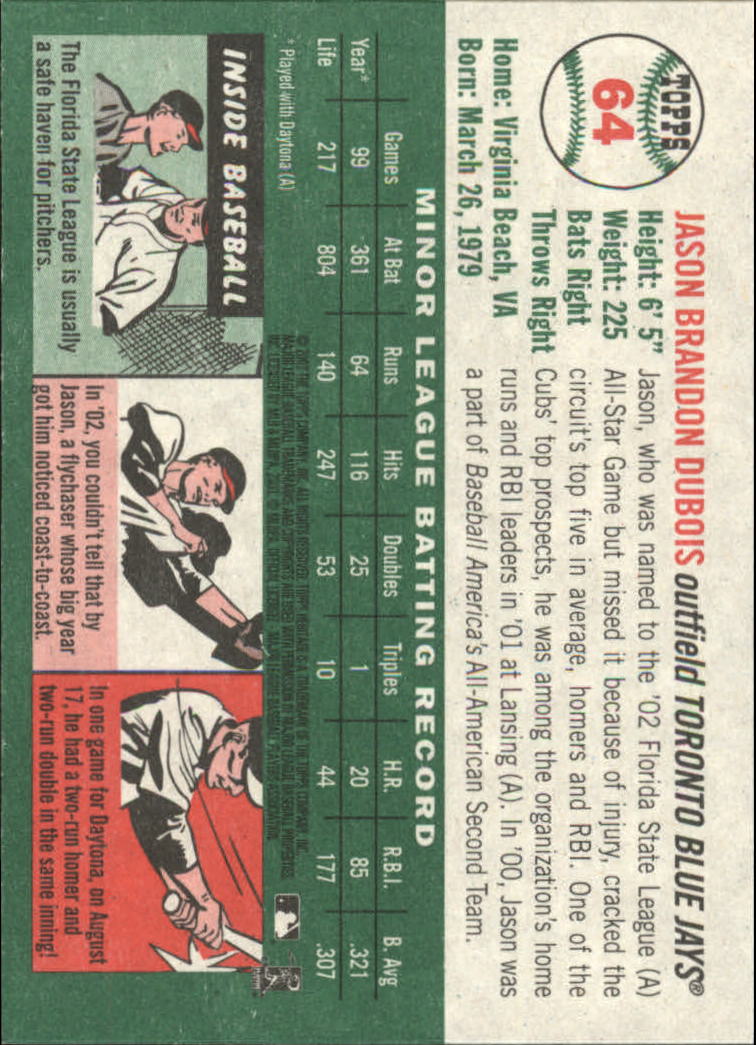 TOPPS
64
JASON BRANDON DUBOIS outfield TORONTO BLUE JAYS®
Height: 6' 5"
Weight: 225
Bats Right
Throws Right
Home: Virginia Beach, VA
Born: March 26, 1979
Jason, who was named to the '02 Florida State League (A)
All-Star Game but missed it because of injury, cracked the
circuit's top five in average, homers and RBI. One of the
Cubs' top prospects, he was among the organization's home
runs and RBI leaders in '01 at Lansing (A). In '00, Jason was
a part of Baseball America's All-American Second Team.
MINOR LEAGUE BATTING RECORD
Games At Bat Runs Hits Doubles Triples H.R. R.B.I. B. Avg
Year* 99 361 64 116 25 1 20 85 .321
Life 217 804 140 247 53 10 44 177 .307
* Played with Daytona (A)
INSIDE BASEBALL
The Florida State League is usually
a safe haven for pitchers.
In '02, you couldn't tell that by
Jason, a flychaser whose big year
got him noticed coast-to-coast.
In one game for Daytona, on August
17, he had a two-run homer and
two-run double in the same inning!